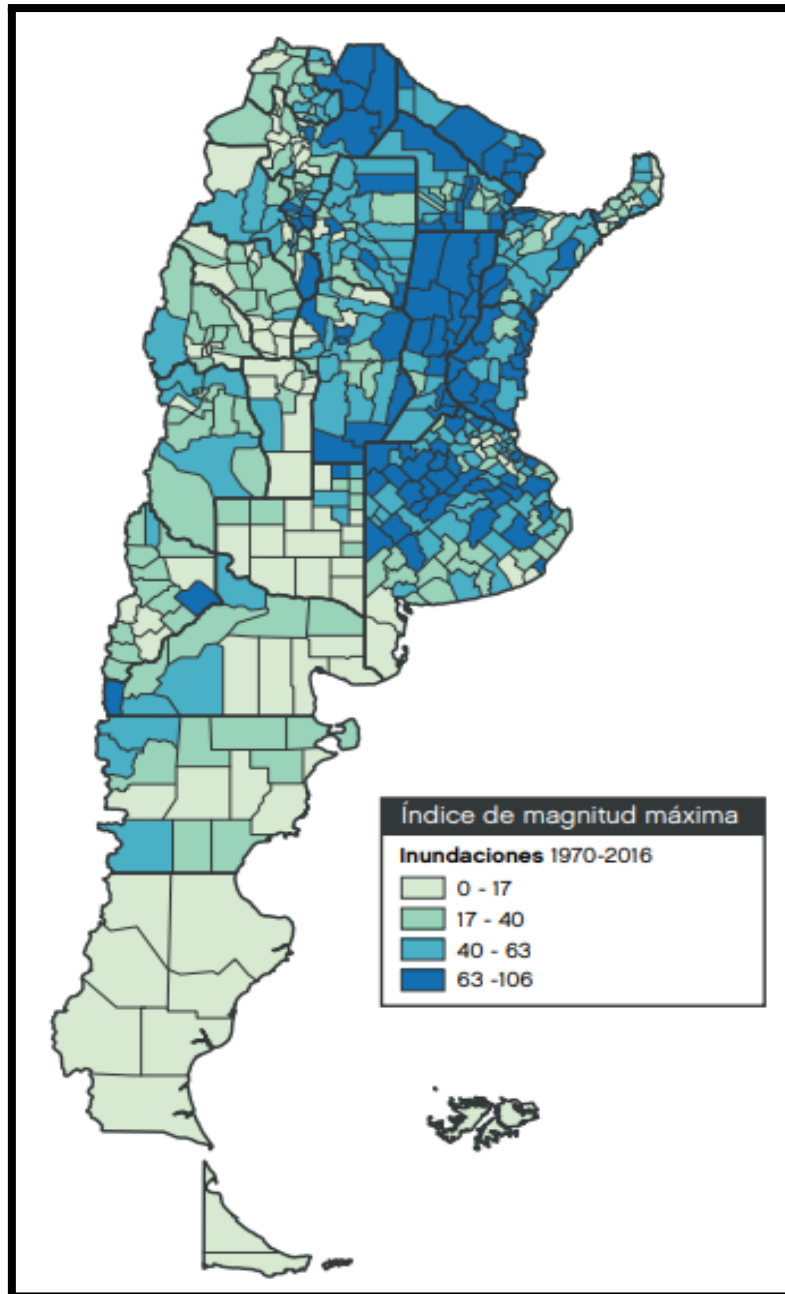 Índice de magnitud máxima
Inundaciones 1970-2016
0 - 17
17 - 40
40 - 63
63 -106